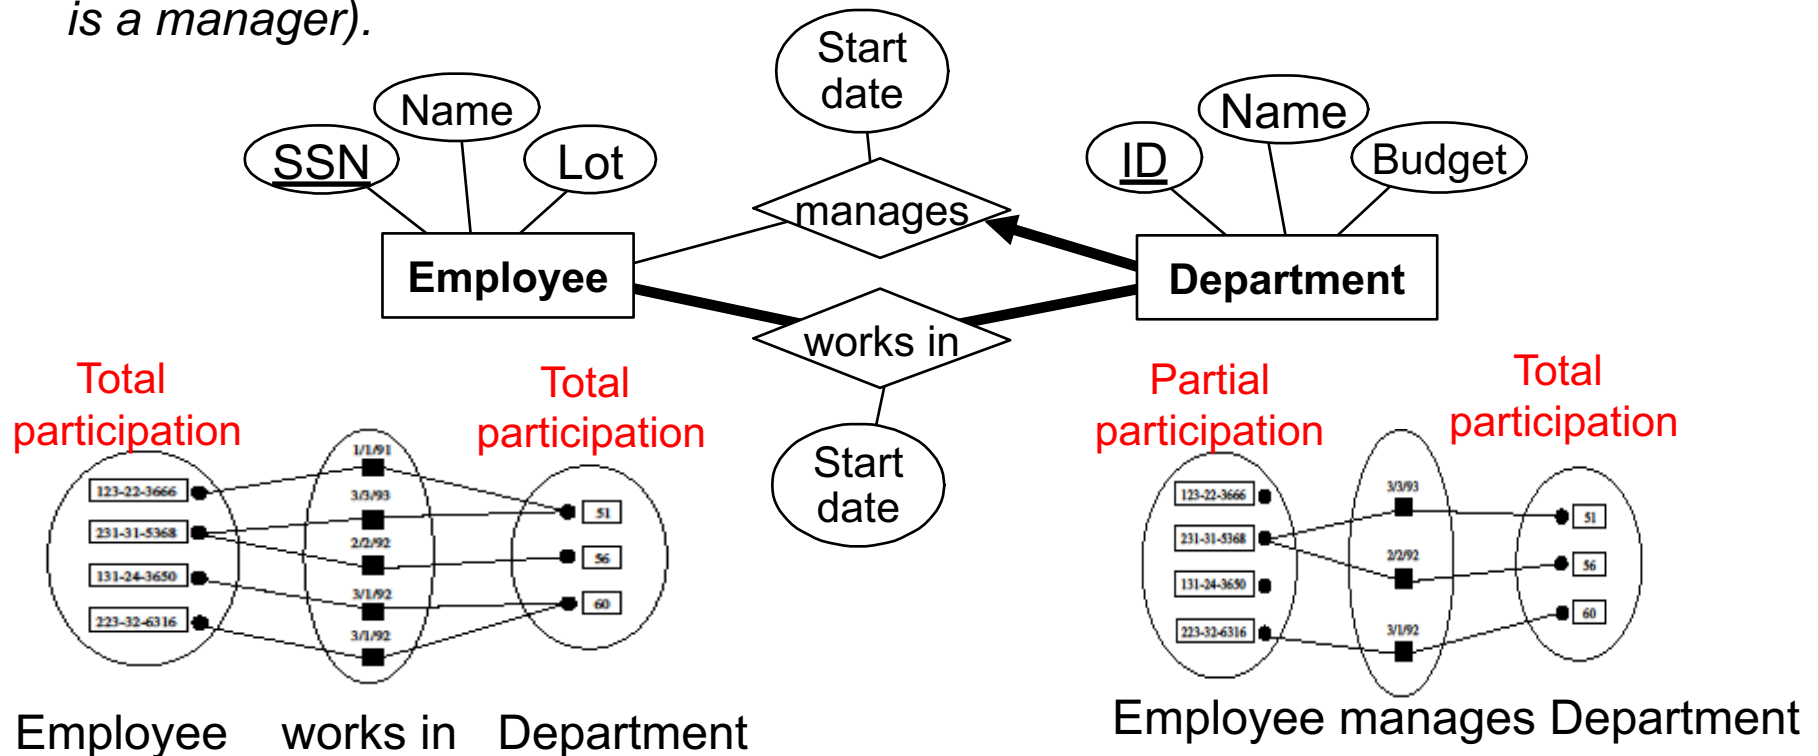 is a manager).
Start
date
Name
SSN
Lot
manages
Name
ID
Budget
Employee
Department
works in
Start
date
Total
participation
Total
participation
1/1/91
123-22-3666
3/3/93
51
231-31-5368
2/2/92
56
131-24-3650
3/1/92
60
223-32-6316
3/1/92
Employee works in Department
Partial
participation
Total
participation
123-22-3666
3/3/93
51
231-31-5368
2/2/92
56
131-24-3650
60
223-32-6316
3/1/92
Employee manages Department